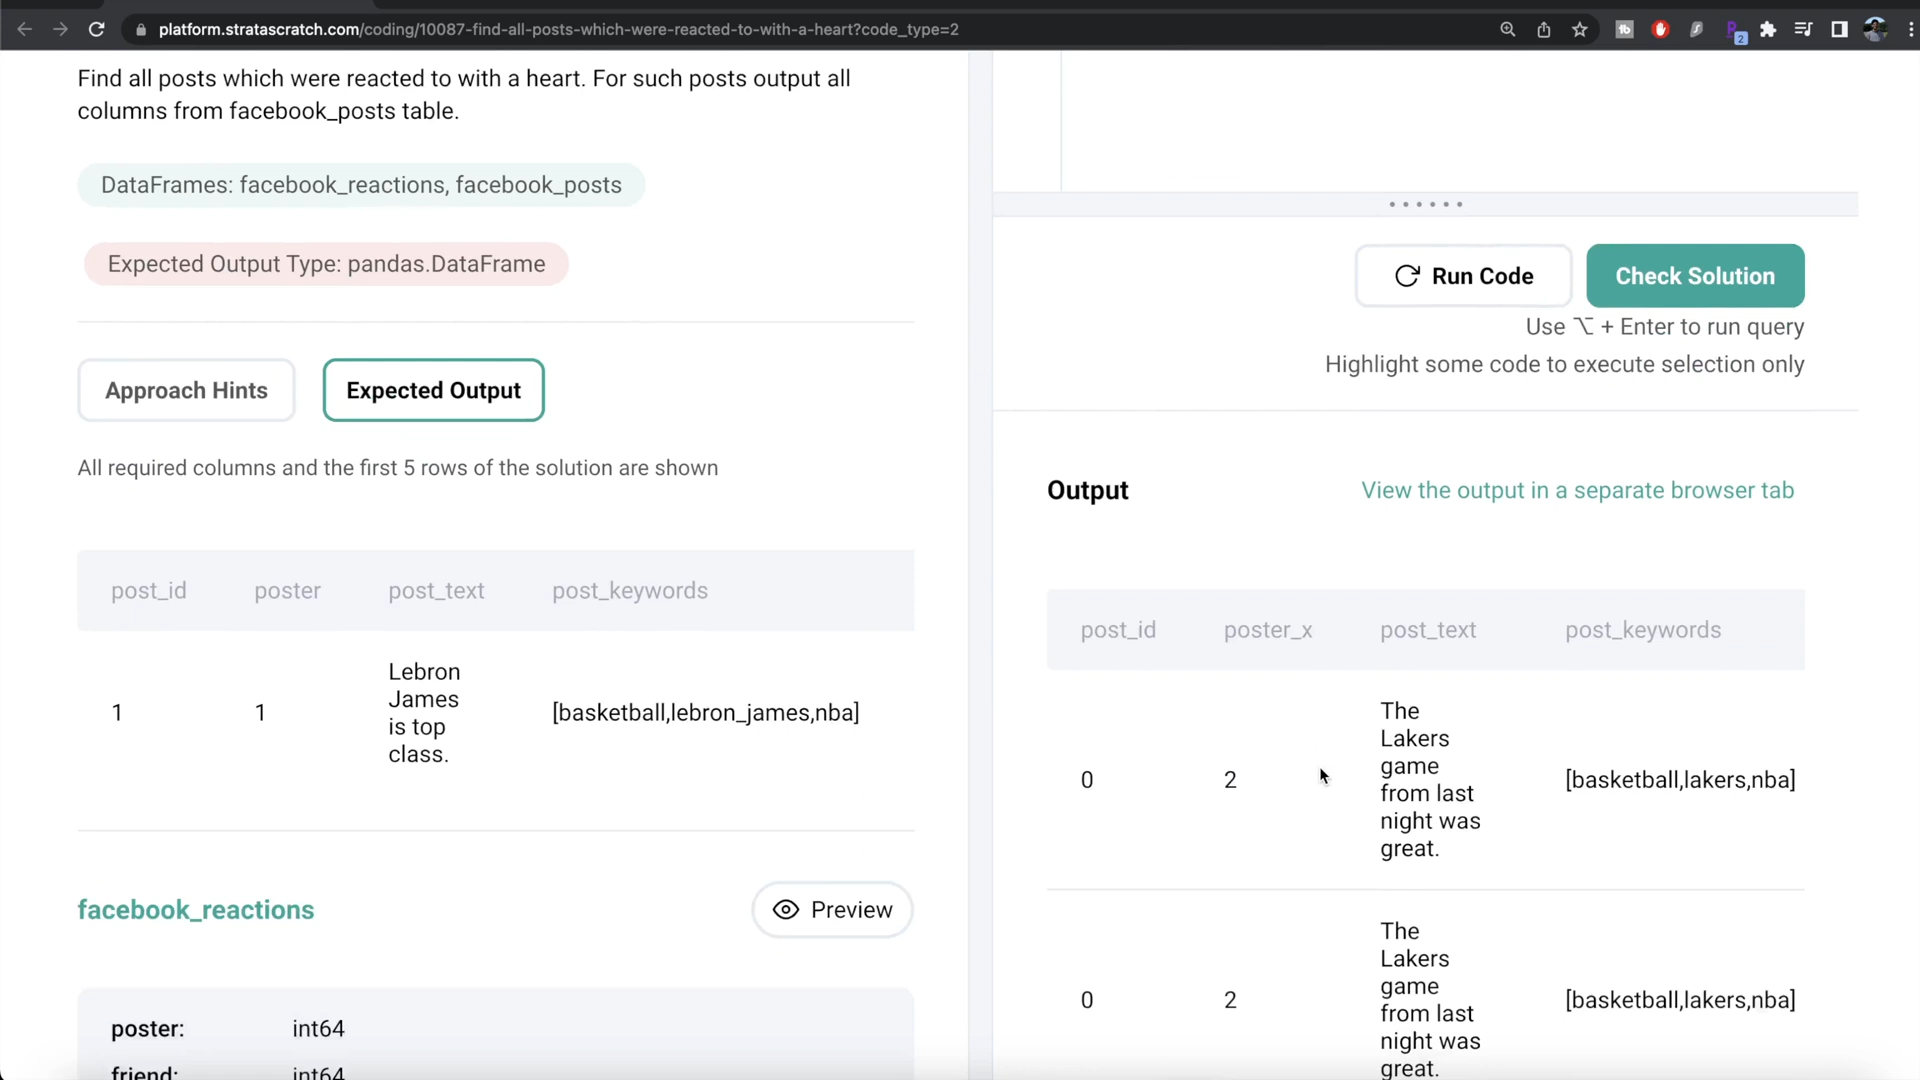 platform.stratascratch.com/coding/10087-find-all-posts-which-were-reacted-to-with-a-heart?code_type=2
2
Find all posts which were reacted to with a heart. For such posts output all
columns from facebook_posts table.
DataFrames: facebook_reactions, facebook_posts
Expected Output Type: pandas.DataFrame
Approach Hints
Expected Output
All required columns and the first 5 rows of the solution are shown
post_id poster post_text post_keywords
1 1
Lebron
James
is top
class.
[basketball,lebron_james,nba]
facebook_reactions
Preview
poster: int64
friend: int64
Run Code
Check Solution
Use ⌥ + Enter to run query
Highlight some code to execute selection only
Output
View the output in a separate browser tab
post_id poster_x post_text post_keywords
0 2
The
Lakers
game
from last
night was
great.
[basketball,lakers,nba]
0 2
The
Lakers
game
from last
night was
great.
[basketball,lakers,nba]